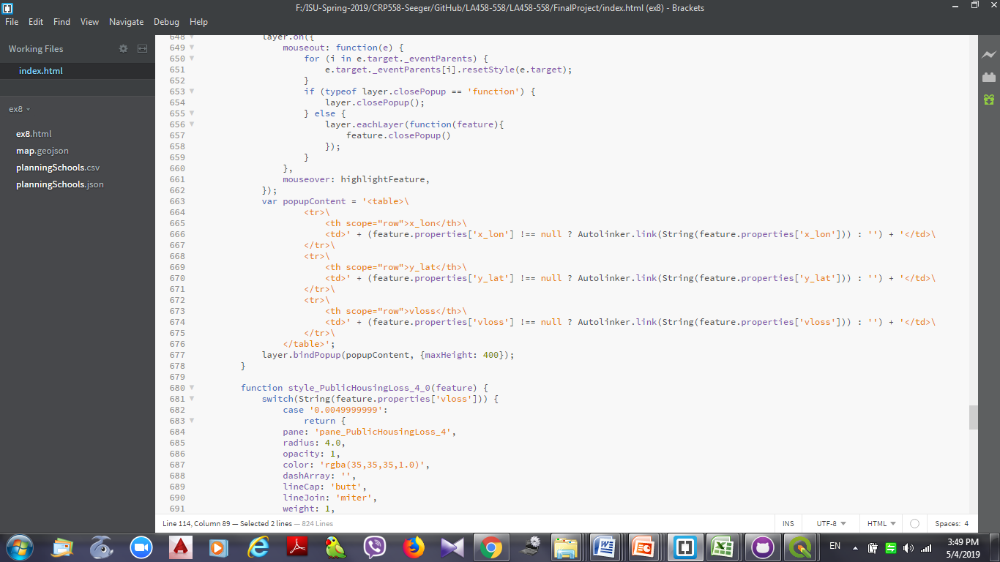 F:/ISU-Spring-2019/CRP558-Seeger/GitHub/LA458-558/LA458-558/FinalProject/index.html (ex8) - Brackets
File Edit Find View Navigate Debug Help
Working Files
index.html
ex8
ex8.html
map.geojson
planningSchools.csv
planningSchools.json
648 layer.on({
649 mouseout: function(e) {
650 for (i in e.target._eventParents) {
651 e.target._eventParents[i].resetStyle(e.target);
652 }
653 if (typeof layer.closePopup == 'function') {
654 layer.closePopup();
655 } else {
656 layer.eachLayer(function(feature){
657 feature.closePopup()
658 });
659 }
660 },
661 mouseover: highlightFeature,
662 });
663 var popupContent = '<table>\
664 <tr>\
665 <th scope="row">x_lon</th>\
666 <td>' + (feature.properties['x_lon'] !== null ? Autolinker.link(String(feature.properties['x_lon'])) : '') + '</td>\
667 </tr>\
668 <tr>\
669 <th scope="row">y_lat</th>\
670 <td>' + (feature.properties['y_lat'] !== null ? Autolinker.link(String(feature.properties['y_lat'])) : '') + '</td>\
671 </tr>\
672 <tr>\
673 <th scope="row">vloss</th>\
674 <td>' + (feature.properties['vloss'] !== null ? Autolinker.link(String(feature.properties['vloss'])) : '') + '</td>\
675 </tr>\
676 </table>';
677 layer.bindPopup(popupContent, {maxHeight: 400});
678 }
679
680 function style_PublicHousingLoss_4_0(feature) {
681 switch(String(feature.properties['vloss'])) {
682 case '0.0049999999':
683 return {
684 pane: 'pane_PublicHousingLoss_4',
685 radius: 4.0,
686 opacity: 1,
687 color: 'rgba(35,35,35,1.0)',
688 dashArray: '',
689 lineCap: 'butt',
690 lineJoin: 'miter',
691 weight: 1,
Line 114, Column 89 — Selected 2 lines — 824 Lines
INS UTF-8 HTML Spaces: 4
EN
3:49 PM
5/4/2019